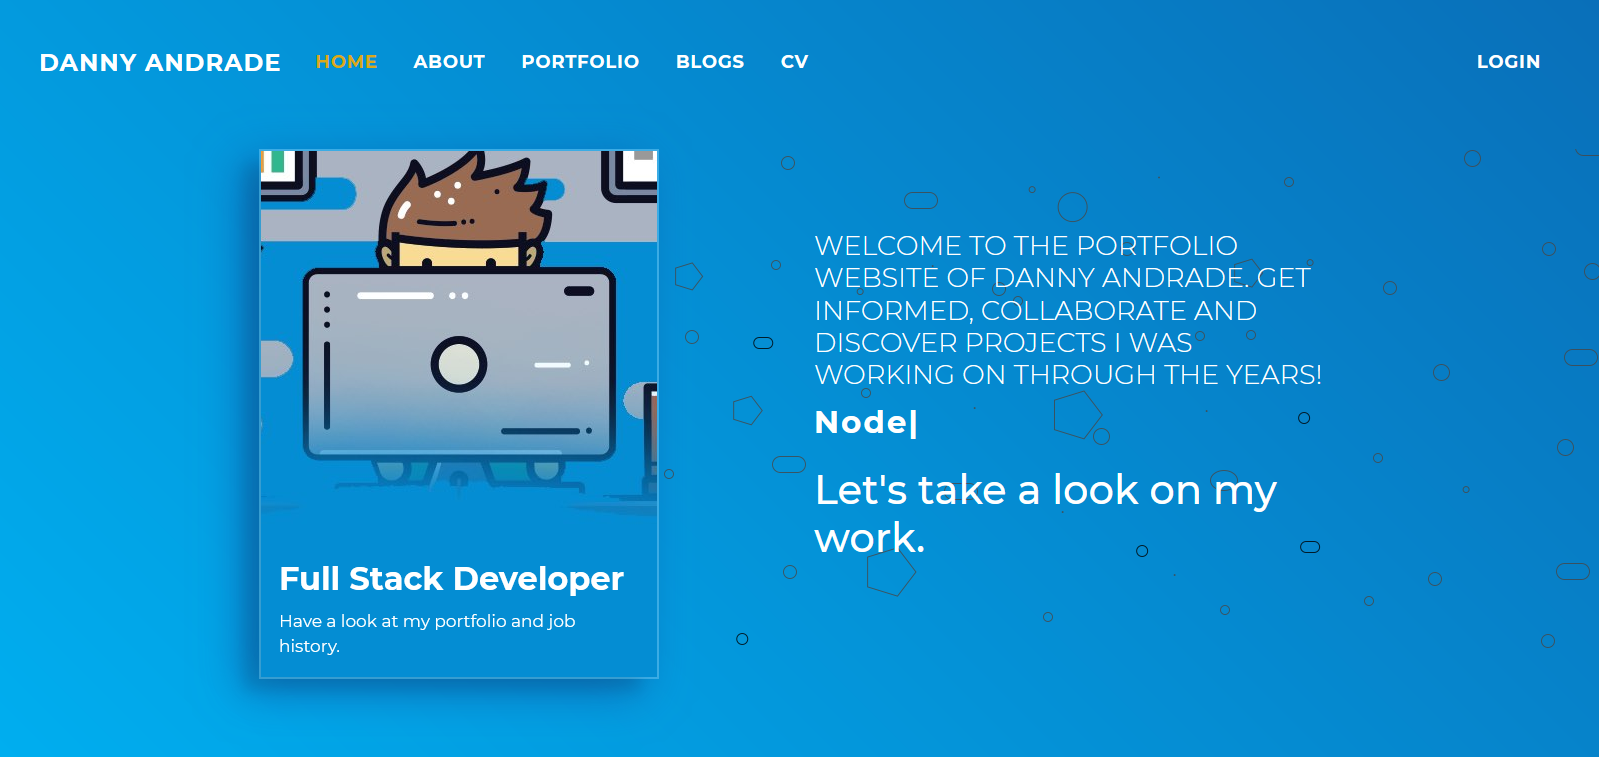 DANNY ANDRADE HOME ABOUT PORTFOLIO BLOGS CV LOGIN
WELCOME TO THE PORTFOLIO
WEBSITE OF DANNY ANDRADE. GET
INFORMED, COLLABORATE AND
DISCOVER PROJECTS I WAS
WORKING ON THROUGH THE YEARS!
Node|
Let's take a look on my
work.
Full Stack Developer
Have a look at my portfolio and job
history.